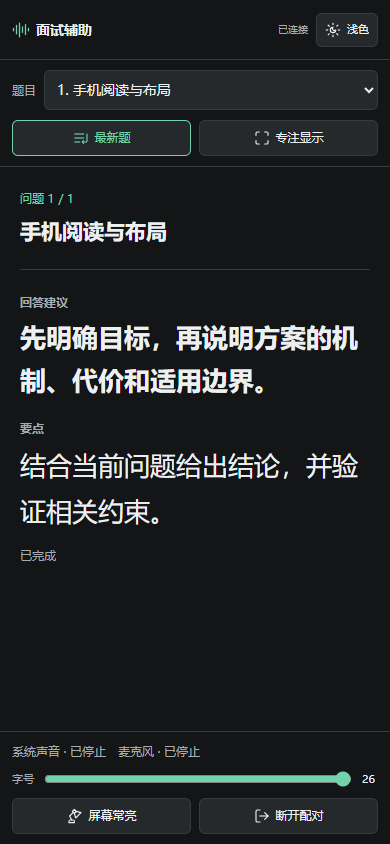 面试辅助
已连接
浅色
题目
1. 手机阅读与布局
最新题
专注显示
问题 1 / 1
手机阅读与布局
回答建议
先明确目标，再说明方案的机
制、代价和适用边界。
要点
结合当前问题给出结论，并验
证相关约束。
已完成
系统声音 · 已停止 麦克风 · 已停止
字号
26
屏幕常亮
断开配对